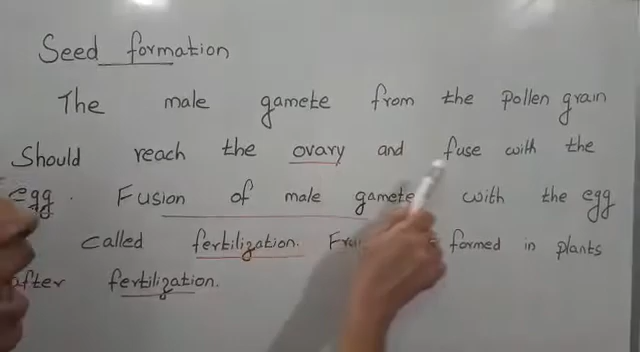 Seed formation
The male gamete from the pollen grain
Should reach the ovary and fuse with the
egg. Fusion of male gamete with the egg
called fertilization. formed in plants
after fertilization.